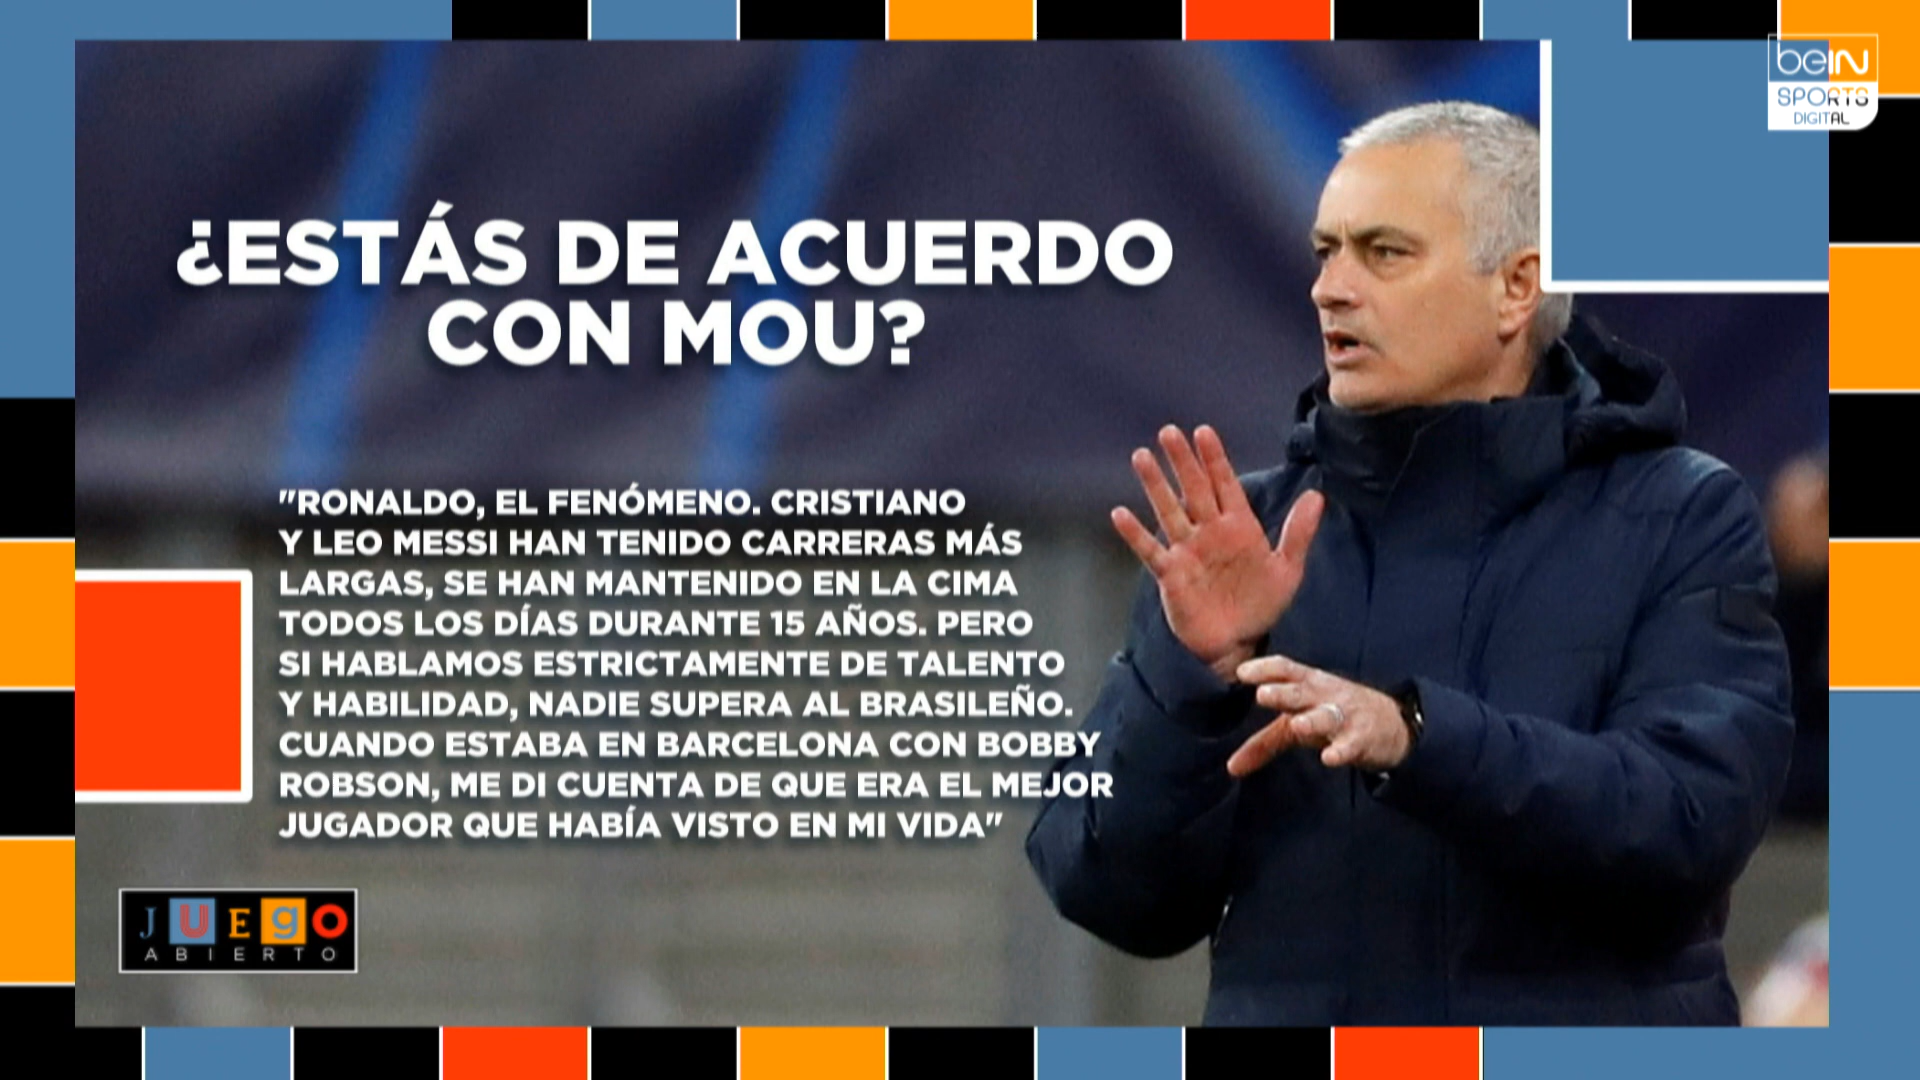 beIN
SPORTS
DIGITAL
¿ESTÁS DE ACUERDO
CON MOU?
"RONALDO, EL FENÓMENO. CRISTIANO
Y LEO MESSI HAN TENIDO CARRERAS MÁS
LARGAS, SE HAN MANTENIDO EN LA CIMA
TODOS LOS DÍAS DURANTE 15 AÑOS. PERO
SI HABLAMOS ESTRICTAMENTE DE TALENTO
Y HABILIDAD, NADIE SUPERA AL BRASILEÑO.
CUANDO ESTABA EN BARCELONA CON BOBBY
ROBSON, ME DI CUENTA DE QUE ERA EL MEJOR
JUGADOR QUE HABÍA VISTO EN MI VIDA"
JUEgO
ABIERTO